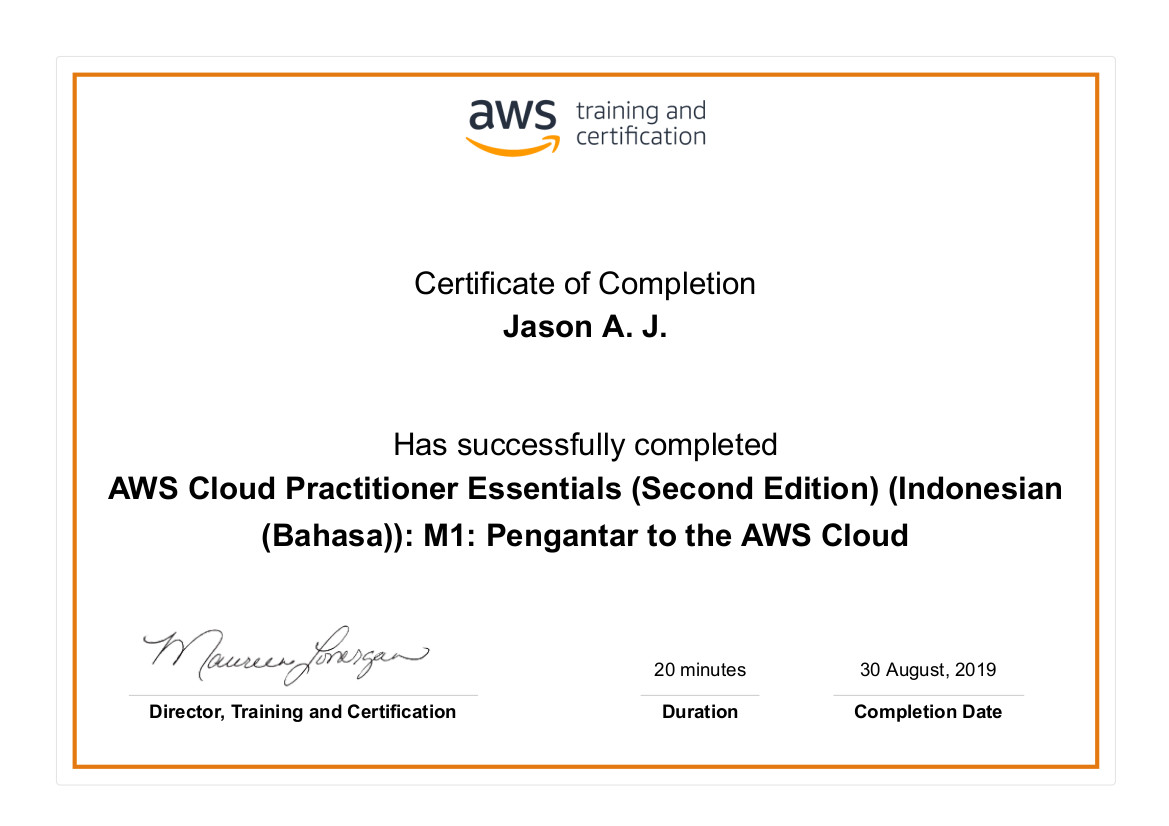 aws training and
certification
Certificate of Completion
Jason A. J.
Has successfully completed
AWS Cloud Practitioner Essentials (Second Edition) (Indonesian
(Bahasa)): M1: Pengantar to the AWS Cloud
Maureen Lonergan
20 minutes
30 August, 2019
Director, Training and Certification
Duration
Completion Date